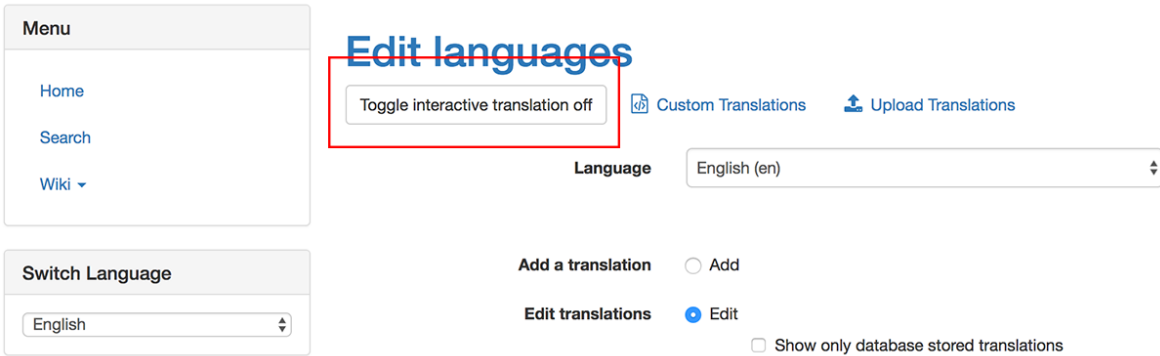 Menu
Home
Search
Wiki
Switch Language
English
Edit languages
Toggle interactive translation off
Custom Translations
Upload Translations
Language
English (en)
Add a translation
Add
Edit translations
Edit
Show only database stored translations